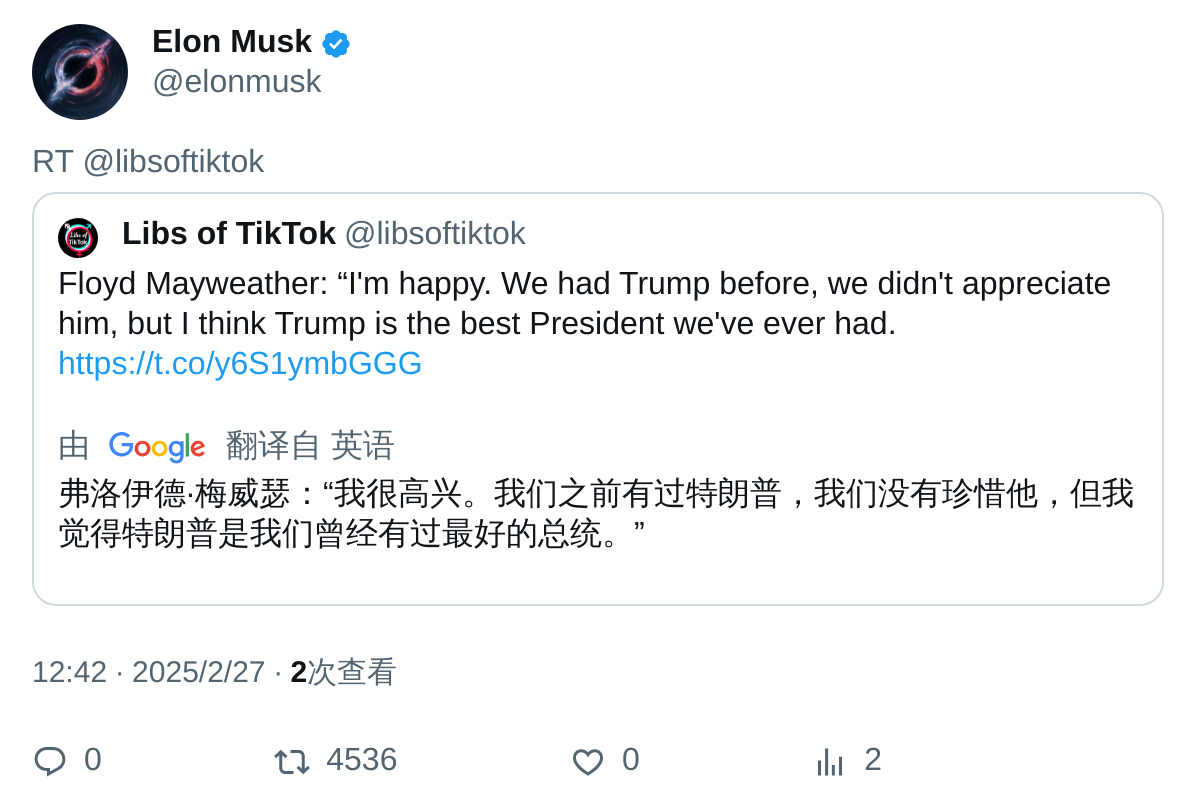 Elon Musk
@elonmusk
RT @libsoftiktok
Libs of TikTok
Libs of TikTok @libsoftiktok
Floyd Mayweather: “I'm happy. We had Trump before, we didn't appreciate
him, but I think Trump is the best President we've ever had.
https://t.co/y6S1ymbGGG
由 Google 翻译自 英语
弗洛伊德·梅威瑟：“我很高兴。我们之前有过特朗普，我们没有珍惜他，但我
觉得特朗普是我们曾经有过最好的总统。”
12:42 · 2025/2/27 · 2次查看
0 4536 0 2